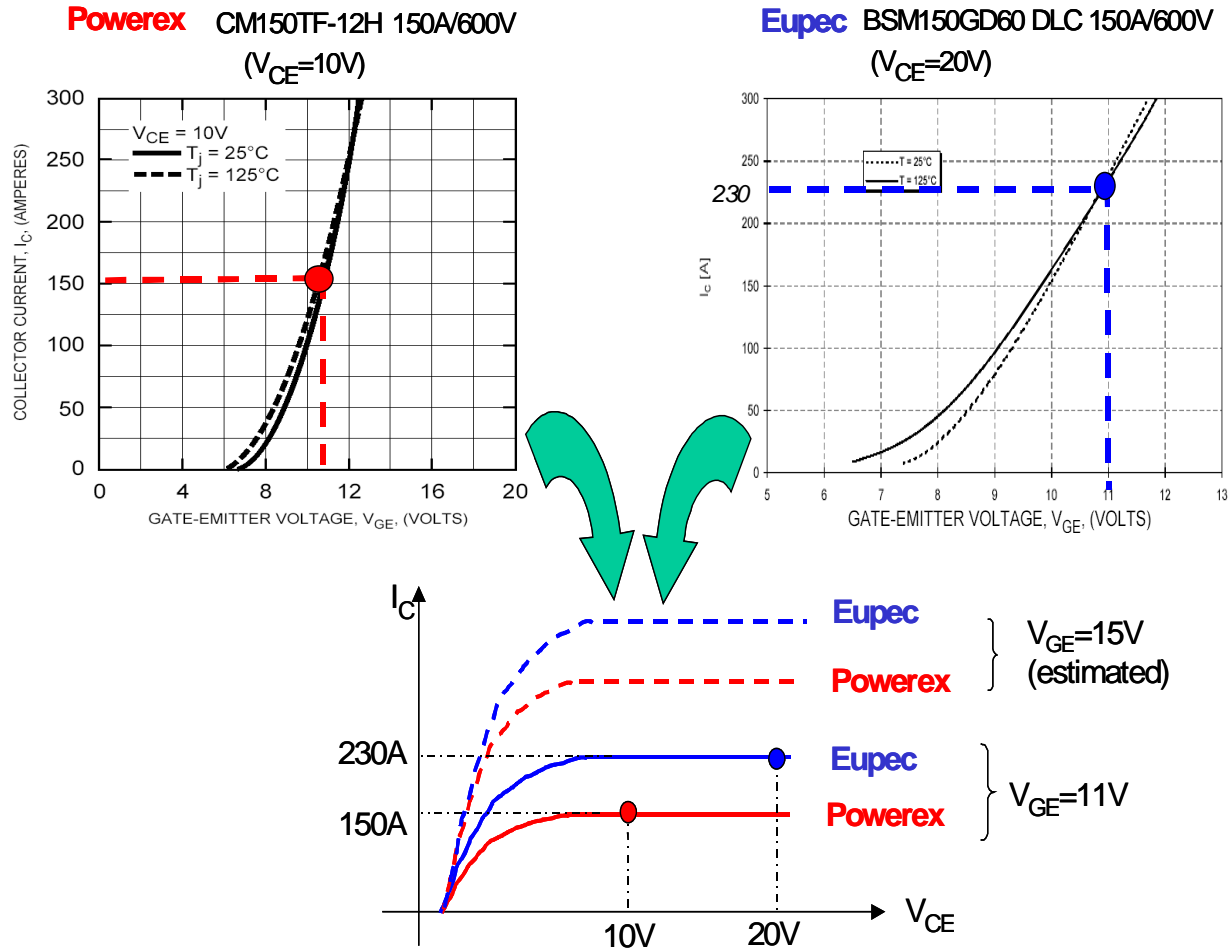 Powerex CM150TF-12H 150A/600V
(VCE=10V)
Eupec BSM150GD60 DLC 150A/600V
(VCE=20V)
300
250
200
150
100
50
0
COLLECTOR CURRENT, IC, (AMPERES)
VCE = 10V
Tj = 25°C
Tj = 125°C
0 4 8 12 16 20
GATE-EMITTER VOLTAGE, VGE, (VOLTS)
300
250
230
200
150
100
50
0
IC [A]
T = 25°C
T = 125°C
5 6 7 8 9 10 11 12 13
GATE-EMITTER VOLTAGE, VGE, (VOLTS)
IC
Eupec
Powerex
VGE=15V
(estimated)
230A
Eupec
150A
Powerex
VGE=11V
10V 20V
VCE